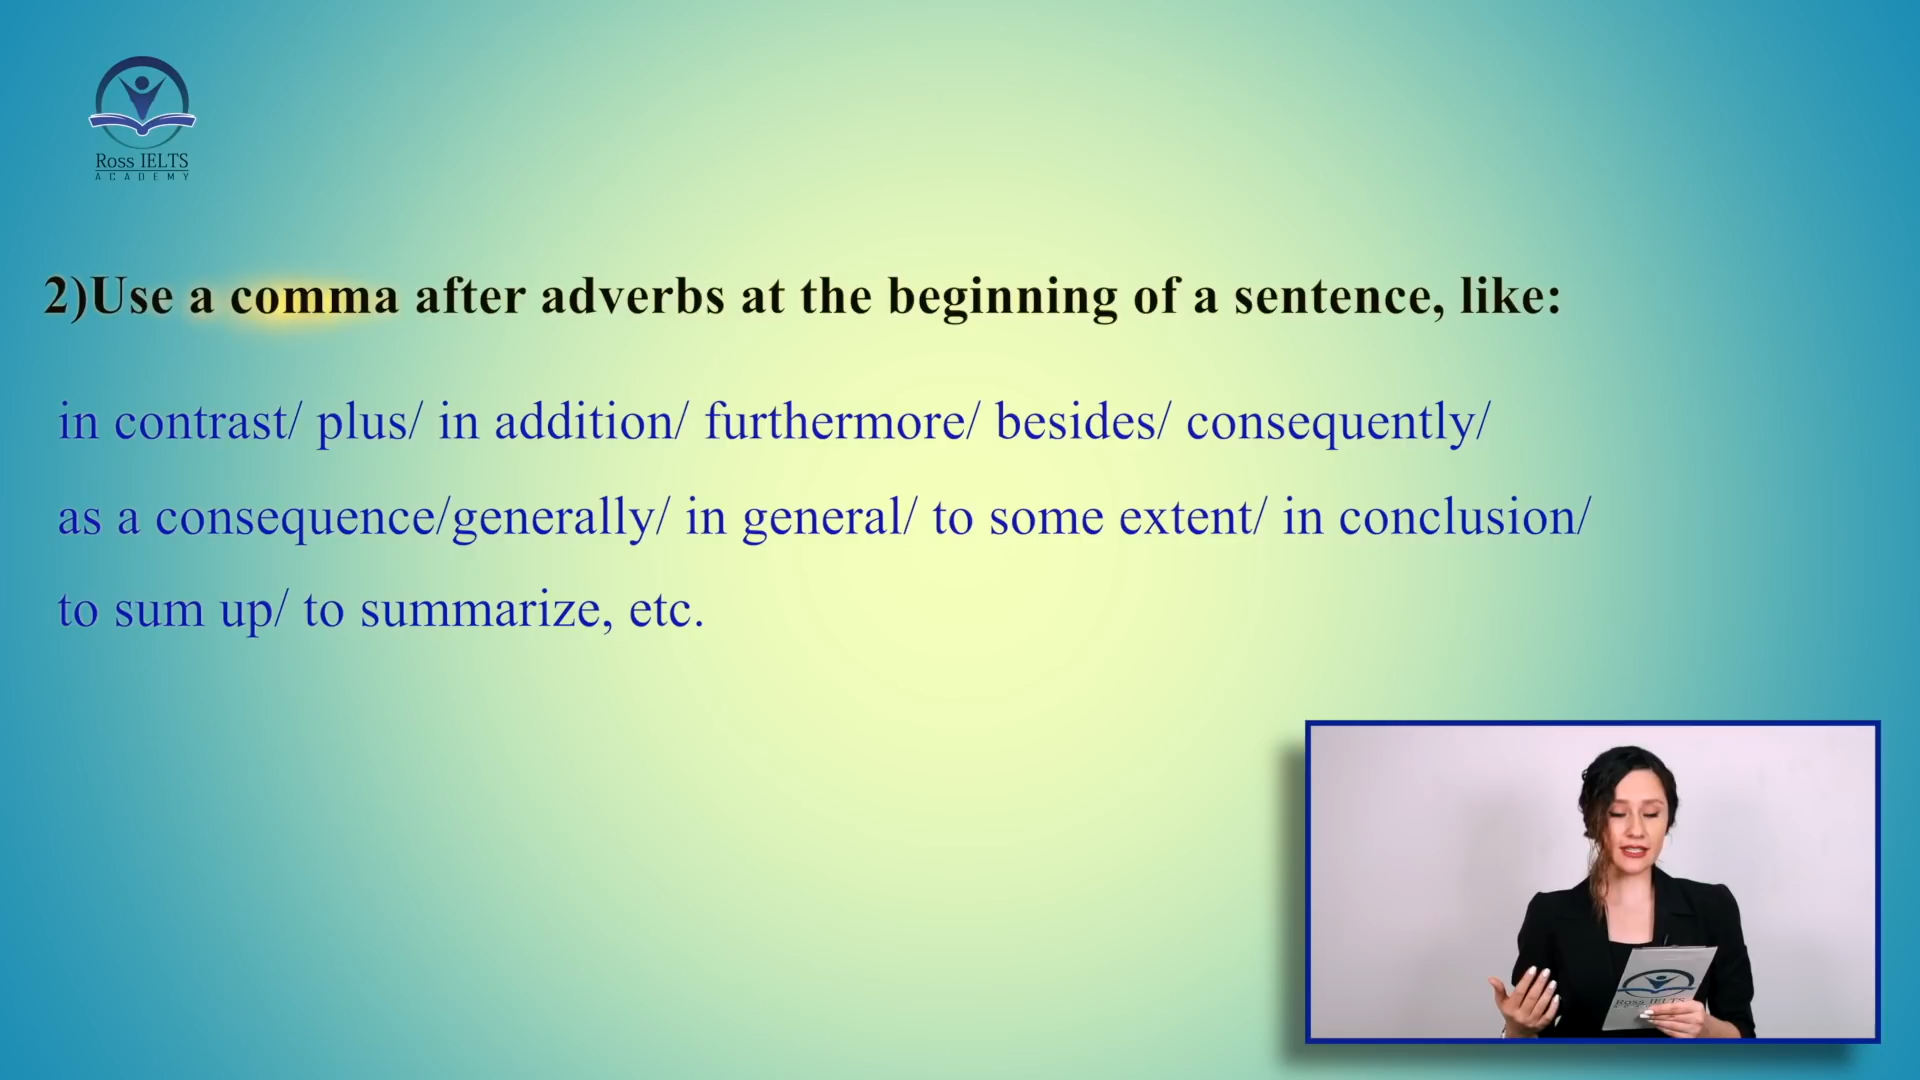 Ross IELTS
ACADEMY
2)Use a comma after adverbs at the beginning of a sentence, like:
in contrast/ plus/ in addition/ furthermore/ besides/ consequently/
as a consequence/generally/ in general/ to some extent/ in conclusion/
to sum up/ to summarize, etc.
Ross IELTS